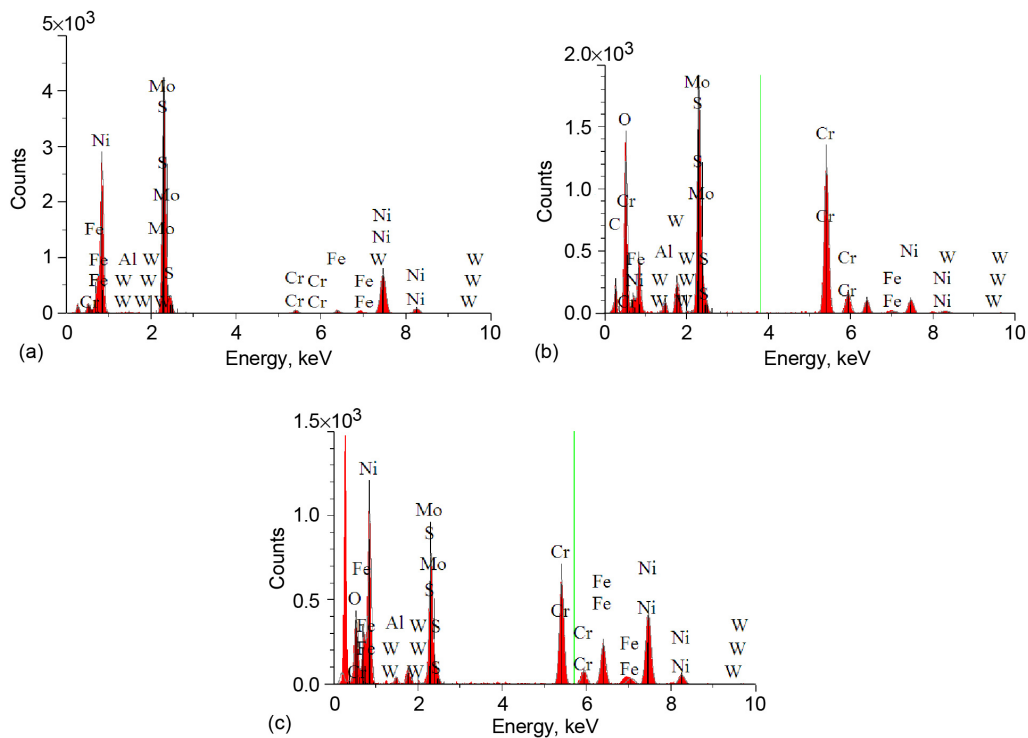 5×10³
4
3
2
1
0
Counts
Mo
S
Ni
S
Mo
Fe
Mo
Ni
Ni
Fe Al W
S
Fe W
W
Fe W W
Cr Cr
Fe
Ni
W
Cr W W W
Cr Cr
Fe
Ni
W
0 2 4 6 8 10
(a)
Energy, keV
2.0×10³
1.5
1.0
0.5
0.0
Counts
Mo
S
O
Cr
S
Cr
Mo
C
W
Cr
Al
Fe
W
S
Cr
Ni
W
W
Ni
W
W
Fe
Ni
W
W
Cr
W
W
S
Cr
Fe
Ni
W
0 2 4 6 8 10
(b)
Energy, keV
1.5×10³
1.0
0.5
0.0
Counts
Ni
Mo
S
Cr
Fe
Mo
Fe
Ni
S
Fe
O
Cr
Ni
Fe
Al
W
S
Cr
Fe
Ni
W
Fe
W
W
W
Cr
W
W
S
Cr
Fe
Ni
W
0 2 4 6 8 10
(c)
Energy, keV